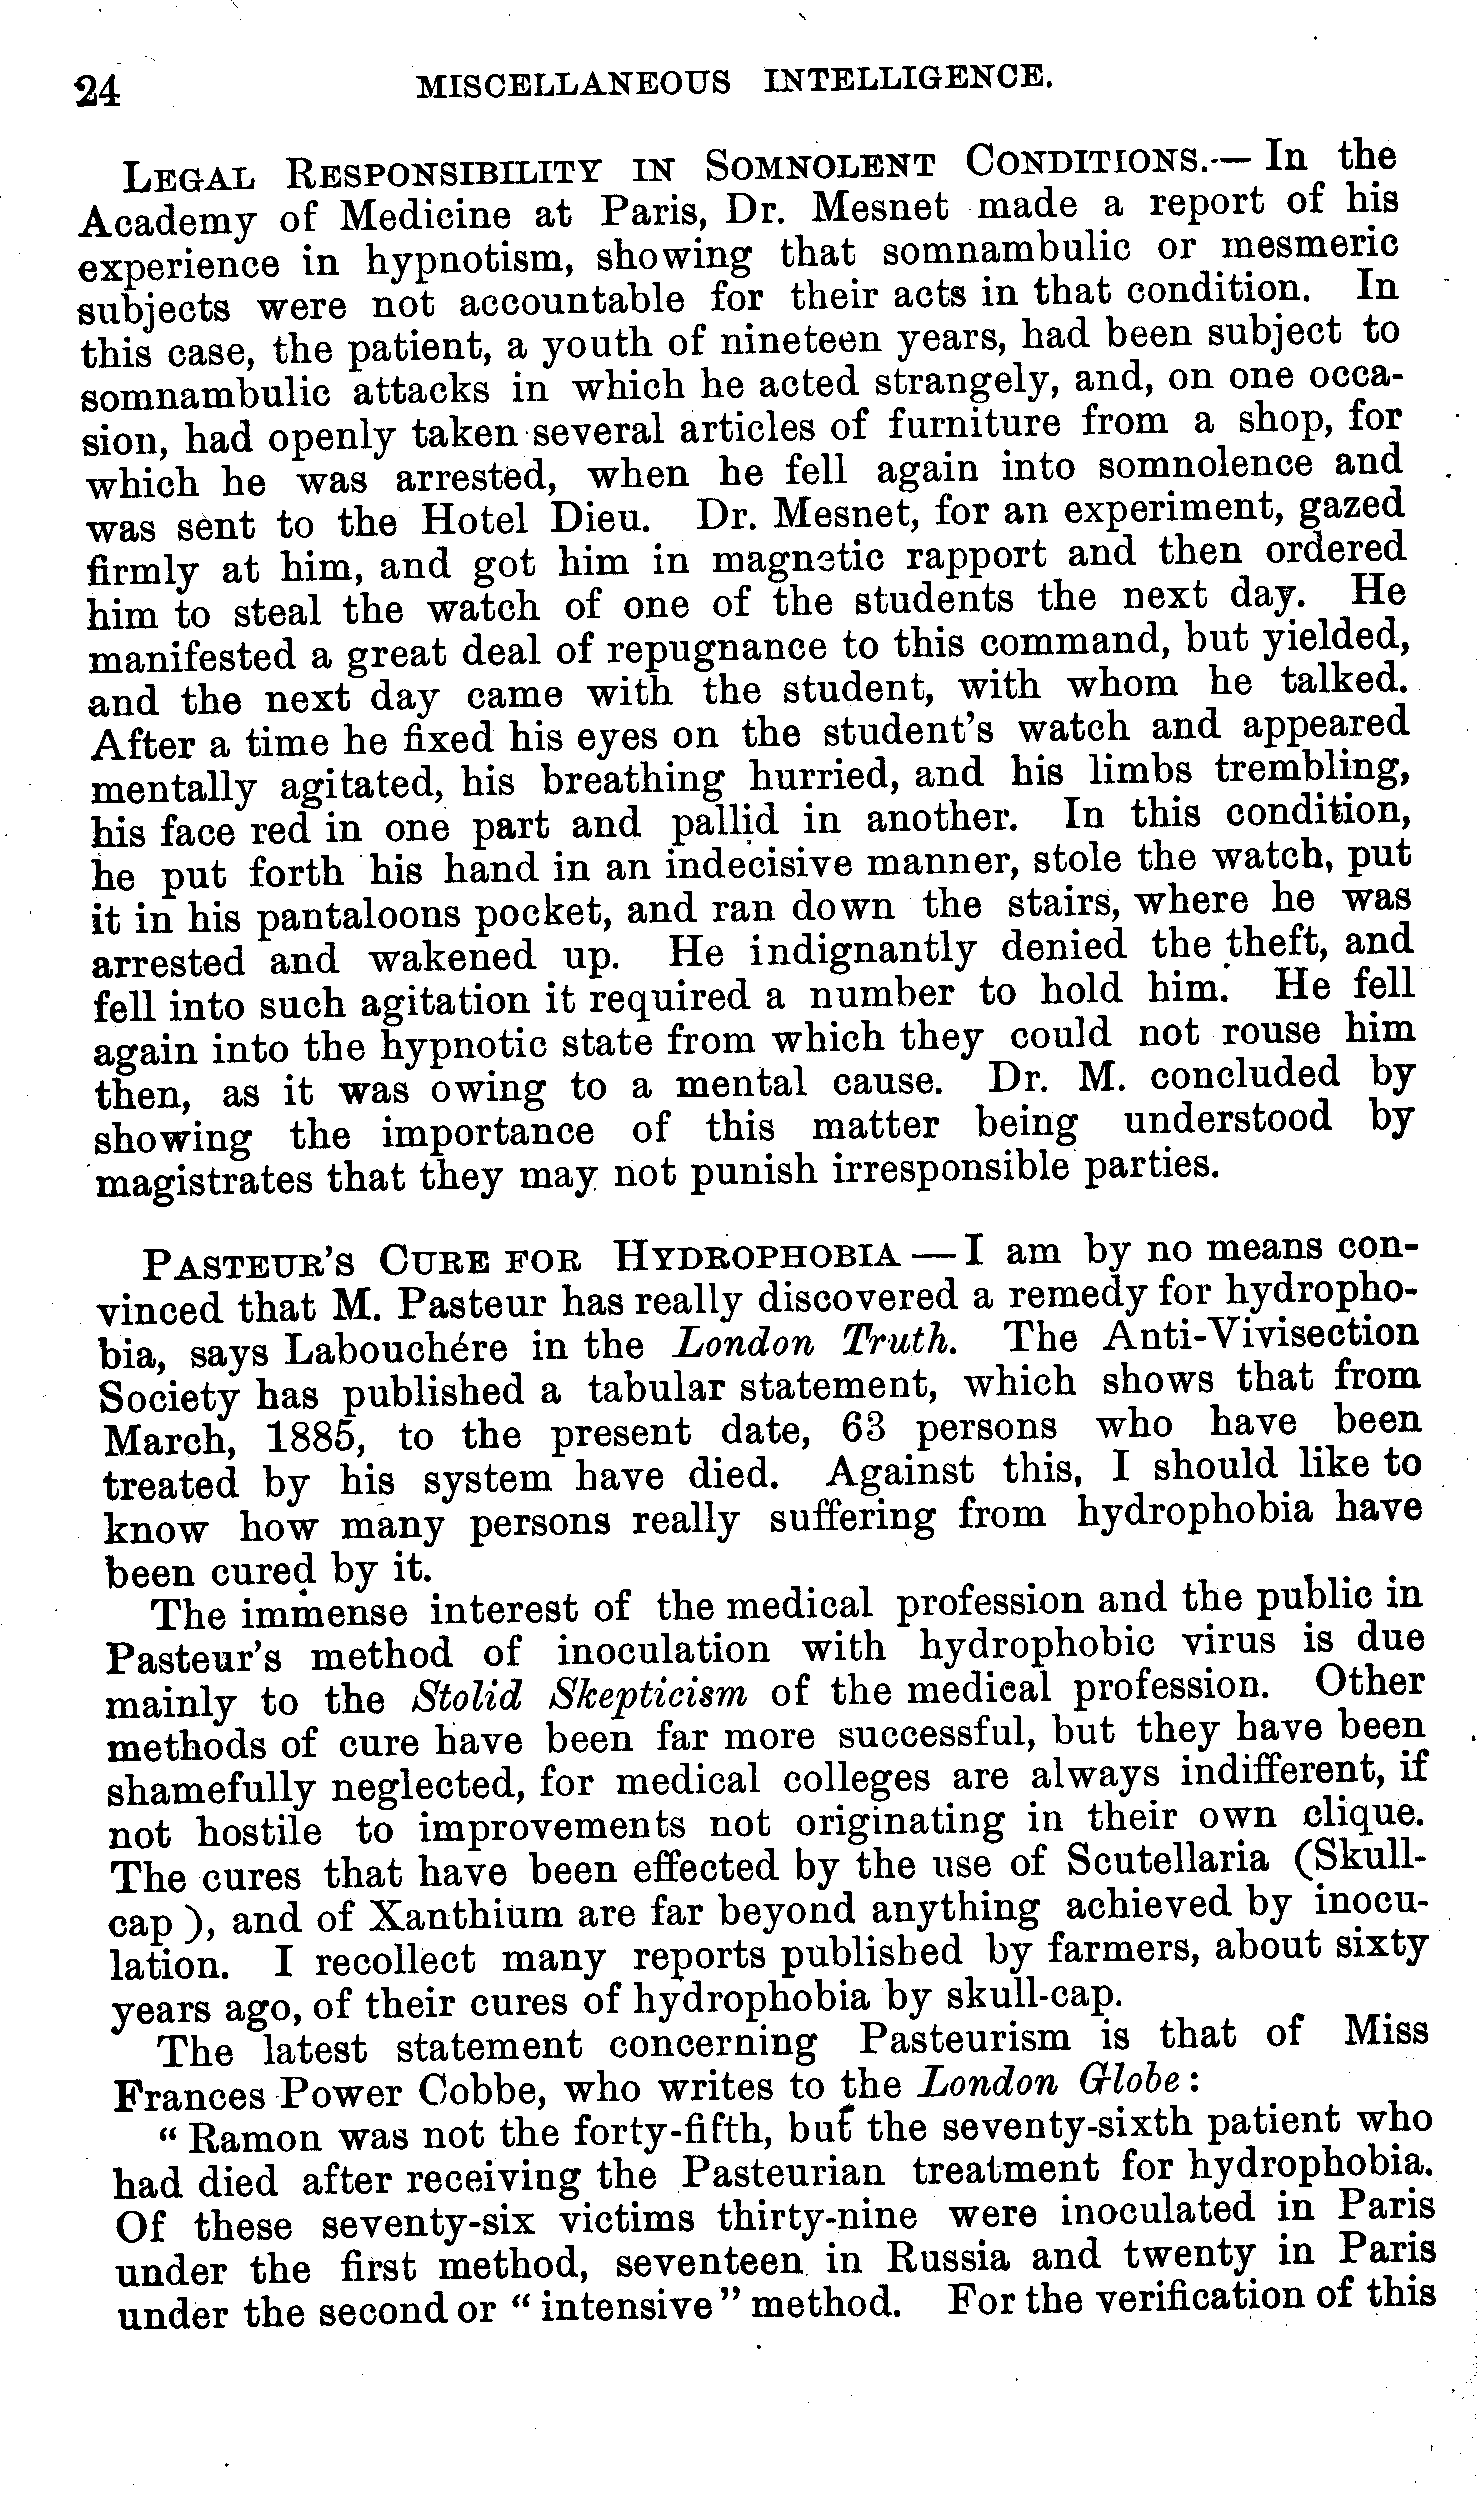 24 MISCELLANEOUS INTELLIGENCE.
LEGAL RESPONSIBILITY IN SOMNOLENT CONDITIONS.— In the
Academy of Medicine at Paris, Dr. Mesnet made a report of his
experience in hypnotism, showing that somnambulic or mesmeric
subjects were not accountable for their acts in that condition. In
this case, the patient, a youth of nineteen years, had been subject to
somnambulic attacks in which he acted strangely, and, on one occa-
sion, had openly taken several articles of furniture from a shop, for
which he was arrested, when he fell again into somnolence and
was sent to the Hotel Dieu. Dr. Mesnet, for an experiment, gazed
firmly at him, and got him in magnetic rapport and then ordered
him to steal the watch of one of the students the next day. He
manifested a great deal of repugnance to this command, but yielded,
and the next day came with the student, with whom he talked.
After a time he fixed his eyes on the student's watch and appeared
mentally agitated, his breathing hurried, and his limbs trembling,
his face red in one part and pallid in another. In this condition,
he put forth his hand in an indecisive manner, stole the watch, put
it in his pantaloons pocket, and ran down the stairs, where he was
arrested and wakened up. He indignantly denied the theft, and
fell into such agitation it required a number to hold him. He fell
again into the hypnotic state from which they could not rouse him
then, as it was owing to a mental cause. Dr. M. concluded by
showing the importance of this matter being understood by
magistrates that they may not punish irresponsible parties.
PASTEUR'S CURE FOR HYDROPHOBIA — I am by no means con-
vinced that M. Pasteur has really discovered a remedy for hydropho-
bia, says Labouchére in the London Truth. The Anti-Vivisection
Society has published a tabular statement, which shows that from
March, 1885, to the present date, 63 persons who have been
treated by his system have died. Against this, I should like to
know how many persons really suffering from hydrophobia have
been cured by it.
The immense interest of the medical profession and the public in
Pasteur's method of inoculation with hydrophobic virus is due
mainly to the Stolid Skepticism of the medical profession. Other
methods of cure have been far more successful, but they have been
shamefully neglected, for medical colleges are always indifferent, if
not hostile to improvements not originating in their own clique.
The cures that have been effected by the use of Scutellaria (Skull-
cap ), and of Xanthium are far beyond anything achieved by inocu-
lation. I recollect many reports published by farmers, about sixty
years ago, of their cures of hydrophobia by skull-cap.
The latest statement concerning Pasteurism is that of Miss
Frances Power Cobbe, who writes to the London Globe:
" Ramon was not the forty-fifth, but the seventy-sixth patient who
had died after receiving the Pasteurian treatment for hydrophobia.
Of these seventy-six victims thirty-nine were inoculated in Paris
under the first method, seventeen in Russia and twenty in Paris
under the second or " intensive" method. For the verification of this